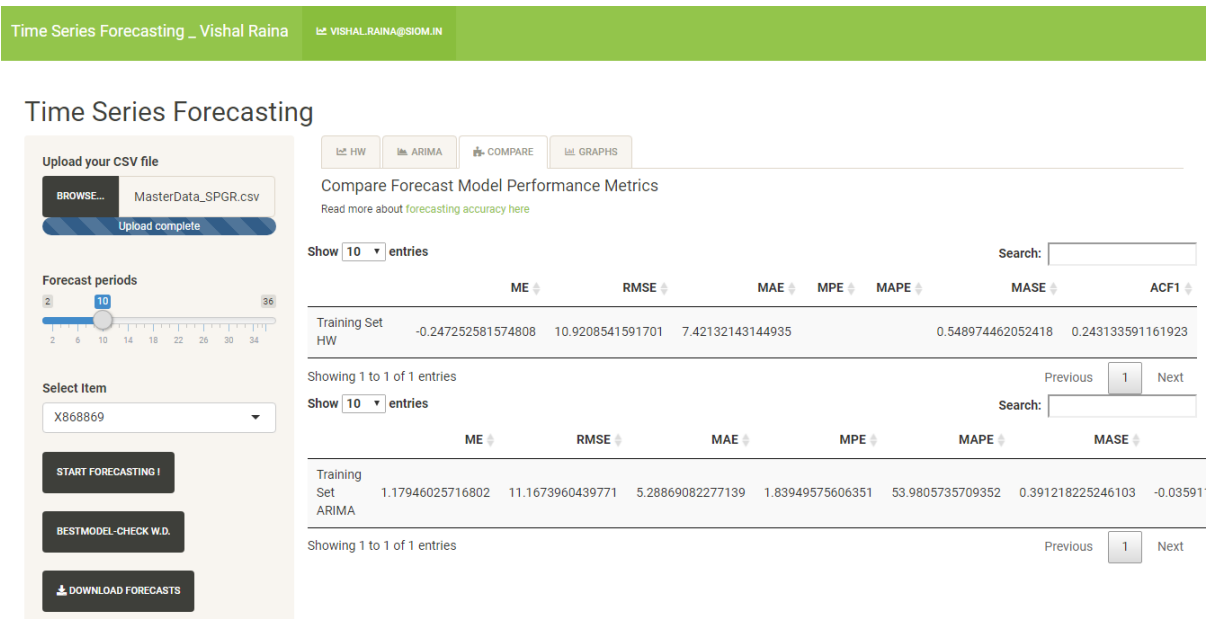 Time Series Forecasting _ Vishal Raina VISHAL.RAINA@SIOM.IN
Time Series Forecasting
Upload your CSV file
BROWSE... MasterData_SPGR.csv
Upload complete
Forecast periods
2 10 36
2 6 10 14 18 22 26 30 34
Select Item
X868869
START FORECASTING !
BESTMODEL-CHECK W.D.
DOWNLOAD FORECASTS
HW ARIMA COMPARE GRAPHS
Compare Forecast Model Performance Metrics
Read more about forecasting accuracy here
Show 10 entries Search:
ME RMSE MAE MPE MAPE MASE ACF1
Training Set
HW
-0.247252581574808 10.9208541591701 7.42132143144935 0.548974462052418 0.243133591161923
Showing 1 to 1 of 1 entries Previous 1 Next
Show 10 entries Search:
ME RMSE MAE MPE MAPE MASE
Training
Set
ARIMA
1.17946025716802 11.1673960439771 5.28869082277139 1.83949575606351 53.9805735709352 0.391218225246103 -0.0359
Showing 1 to 1 of 1 entries Previous 1 Next